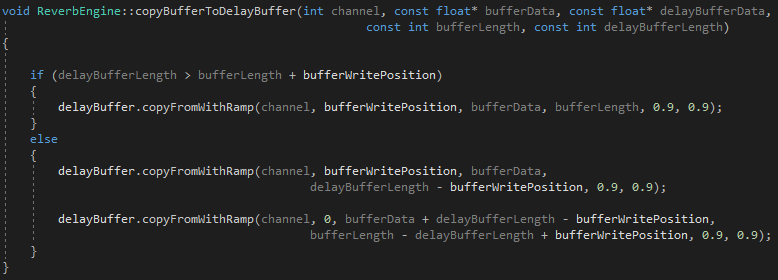 void ReverbEngine::copyBufferToDelayBuffer(int channel, const float* bufferData, const float* delayBufferData,
const int bufferLength, const int delayBufferLength)
{
if (delayBufferLength > bufferLength + bufferWritePosition)
{
delayBuffer.copyFromWithRamp(channel, bufferWritePosition, bufferData, bufferLength, 0.9, 0.9);
}
else
{
delayBuffer.copyFromWithRamp(channel, bufferWritePosition, bufferData,
delayBufferLength - bufferWritePosition, 0.9, 0.9);
delayBuffer.copyFromWithRamp(channel, 0, bufferData + delayBufferLength - bufferWritePosition,
bufferLength - delayBufferLength + bufferWritePosition, 0.9, 0.9);
}
}